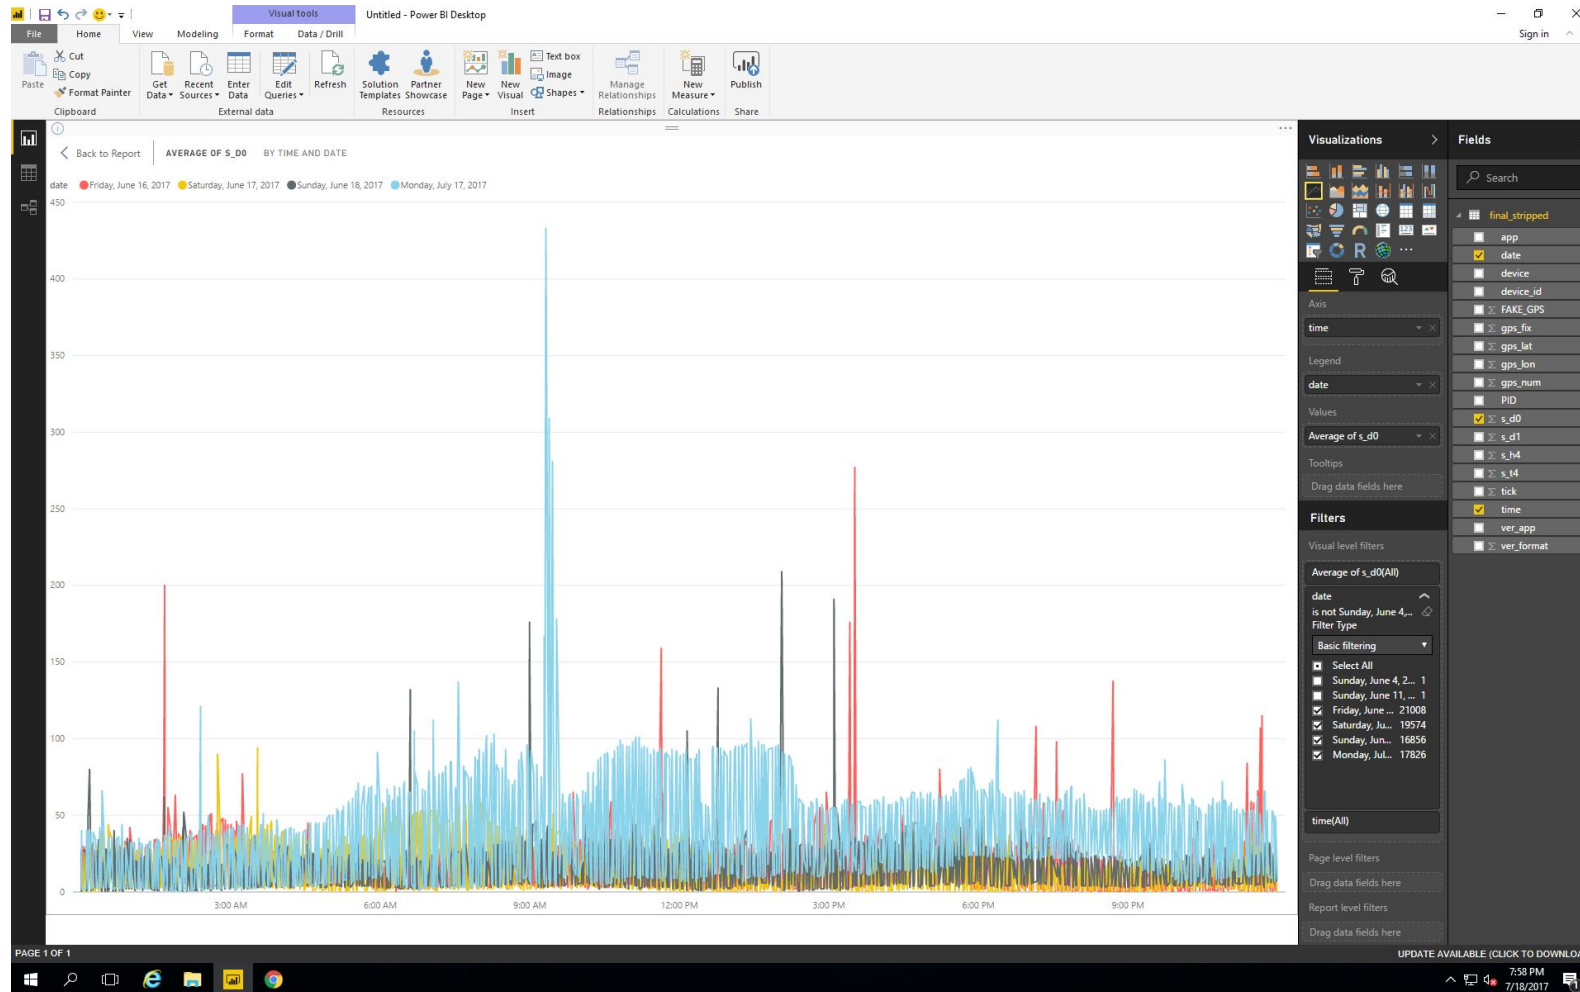 Visual tools
Untitled - Power BI Desktop
File
Home
View
Modeling
Format
Data / Drill
Sign in
Paste
Cut
Copy
Format Painter
Get Data
Recent Sources
Enter Data
Edit Queries
Refresh
Solution Templates
Partner Showcase
New Page
New Visual
Text box
Image
Shapes
Manage Relationships
New Measure
Publish
Clipboard
External data
Resources
Insert
Relationships
Calculations
Share
Back to Report
AVERAGE OF S_D0
BY TIME AND DATE
date
Friday, June 16, 2017
Saturday, June 17, 2017
Sunday, June 18, 2017
Monday, July 17, 2017
450
400
350
300
250
200
150
100
50
0
3:00 AM
6:00 AM
9:00 AM
12:00 PM
3:00 PM
6:00 PM
9:00 PM
Visualizations
R
123
Axis
time
Legend
date
Values
Average of s_d0
Tooltips
Drag data fields here
Filters
Visual level filters
Average of s_d0(All)
date
is not Sunday, June 4,...
Filter Type
Basic filtering
Select All
Sunday, June 4, 2... 1
Sunday, June 11, ... 1
Friday, June ... 21008
Saturday, Ju... 19574
Sunday, Jun... 16856
Monday, Jul... 17826
time(All)
Page level filters
Drag data fields here
Report level filters
Drag data fields here
Fields
Search
final_stripped
app
date
device
device_id
FAKE_GPS
gps_fix
gps_lat
gps_lon
gps_num
PID
s_d0
s_d1
s_h4
s_t4
tick
time
ver_app
ver_format
PAGE 1 OF 1
UPDATE AVAILABLE (CLICK TO DOWNLOA
7:58 PM
7/18/2017